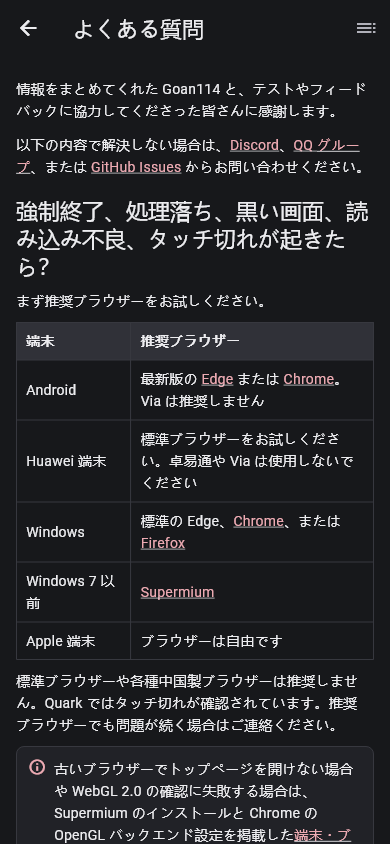 よくある質問
情報をまとめてくれた Goan114 と、テストやフィード
バックに協力してくださった皆さんに感謝します。
以下の内容で解決しない場合は、Discord、QQ グルー
プ、または GitHub Issues からお問い合わせください。
強制終了、処理落ち、黒い画面、読
み込み不良、タッチ切れが起きた
ら？
まず推奨ブラウザーをお試しください。
端末 推奨ブラウザー
Android 最新版の Edge または Chrome。
Via は推奨しません
Huawei 端末 標準ブラウザーをお試しくださ
い。卓易通や Via は使用しないで
ください
Windows 標準の Edge、Chrome、または
Firefox
Windows 7 以
前
Supermium
Apple 端末 ブラウザーは自由です
標準ブラウザーや各種中国製ブラウザーは推奨しませ
ん。Quark ではタッチ切れが確認されています。推奨
ブラウザーでも問題が続く場合はご連絡ください。
古いブラウザーでトップページを開けない場合
や WebGL 2.0 の確認に失敗する場合は、
Supermium のインストールと Chrome の
OpenGL バックエンド設定を掲載した端末・ブ